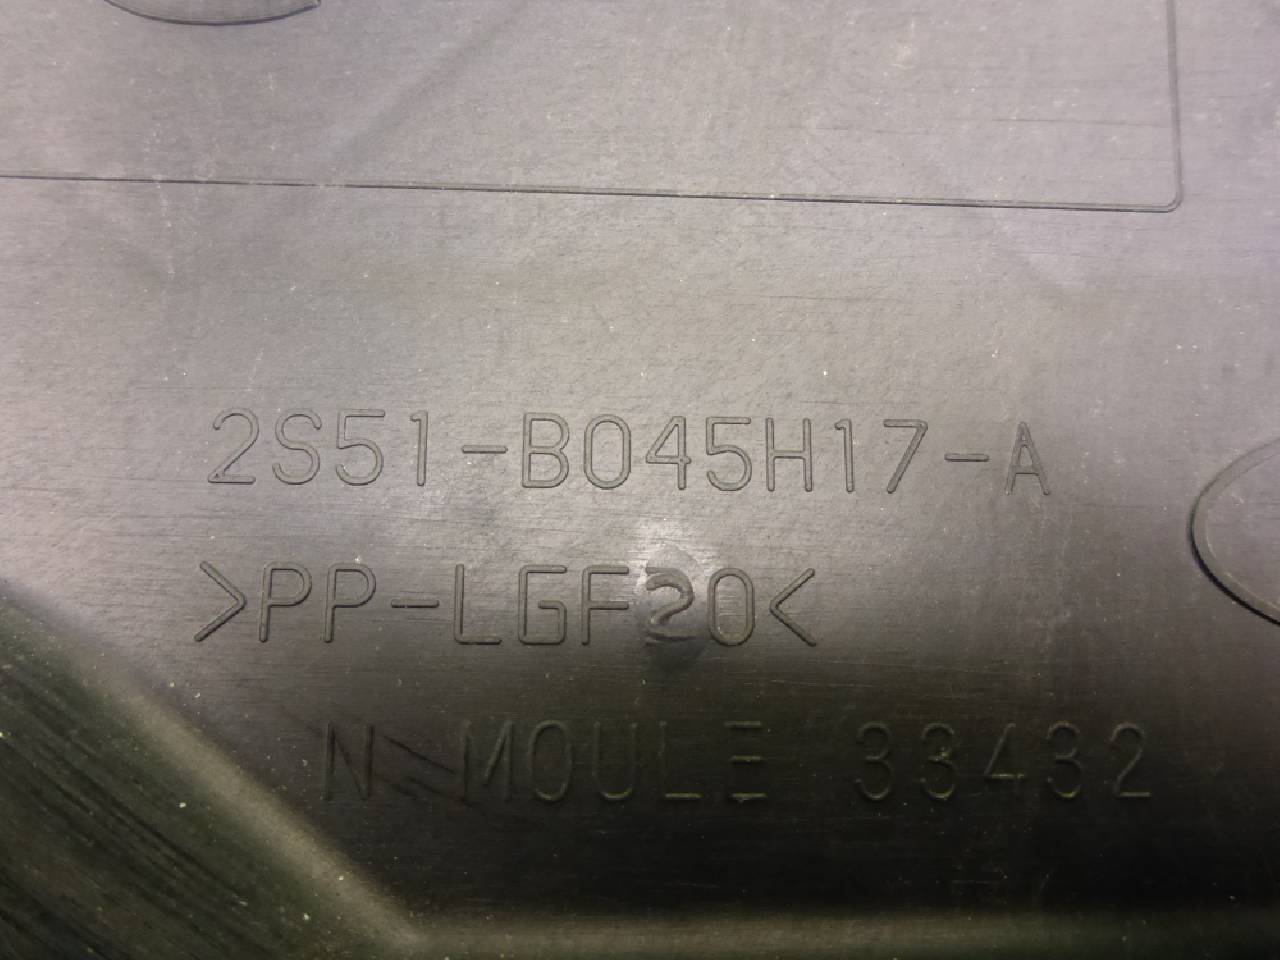 2S51-B045H17-A
>PP-LGF20<
N MOULE 33432